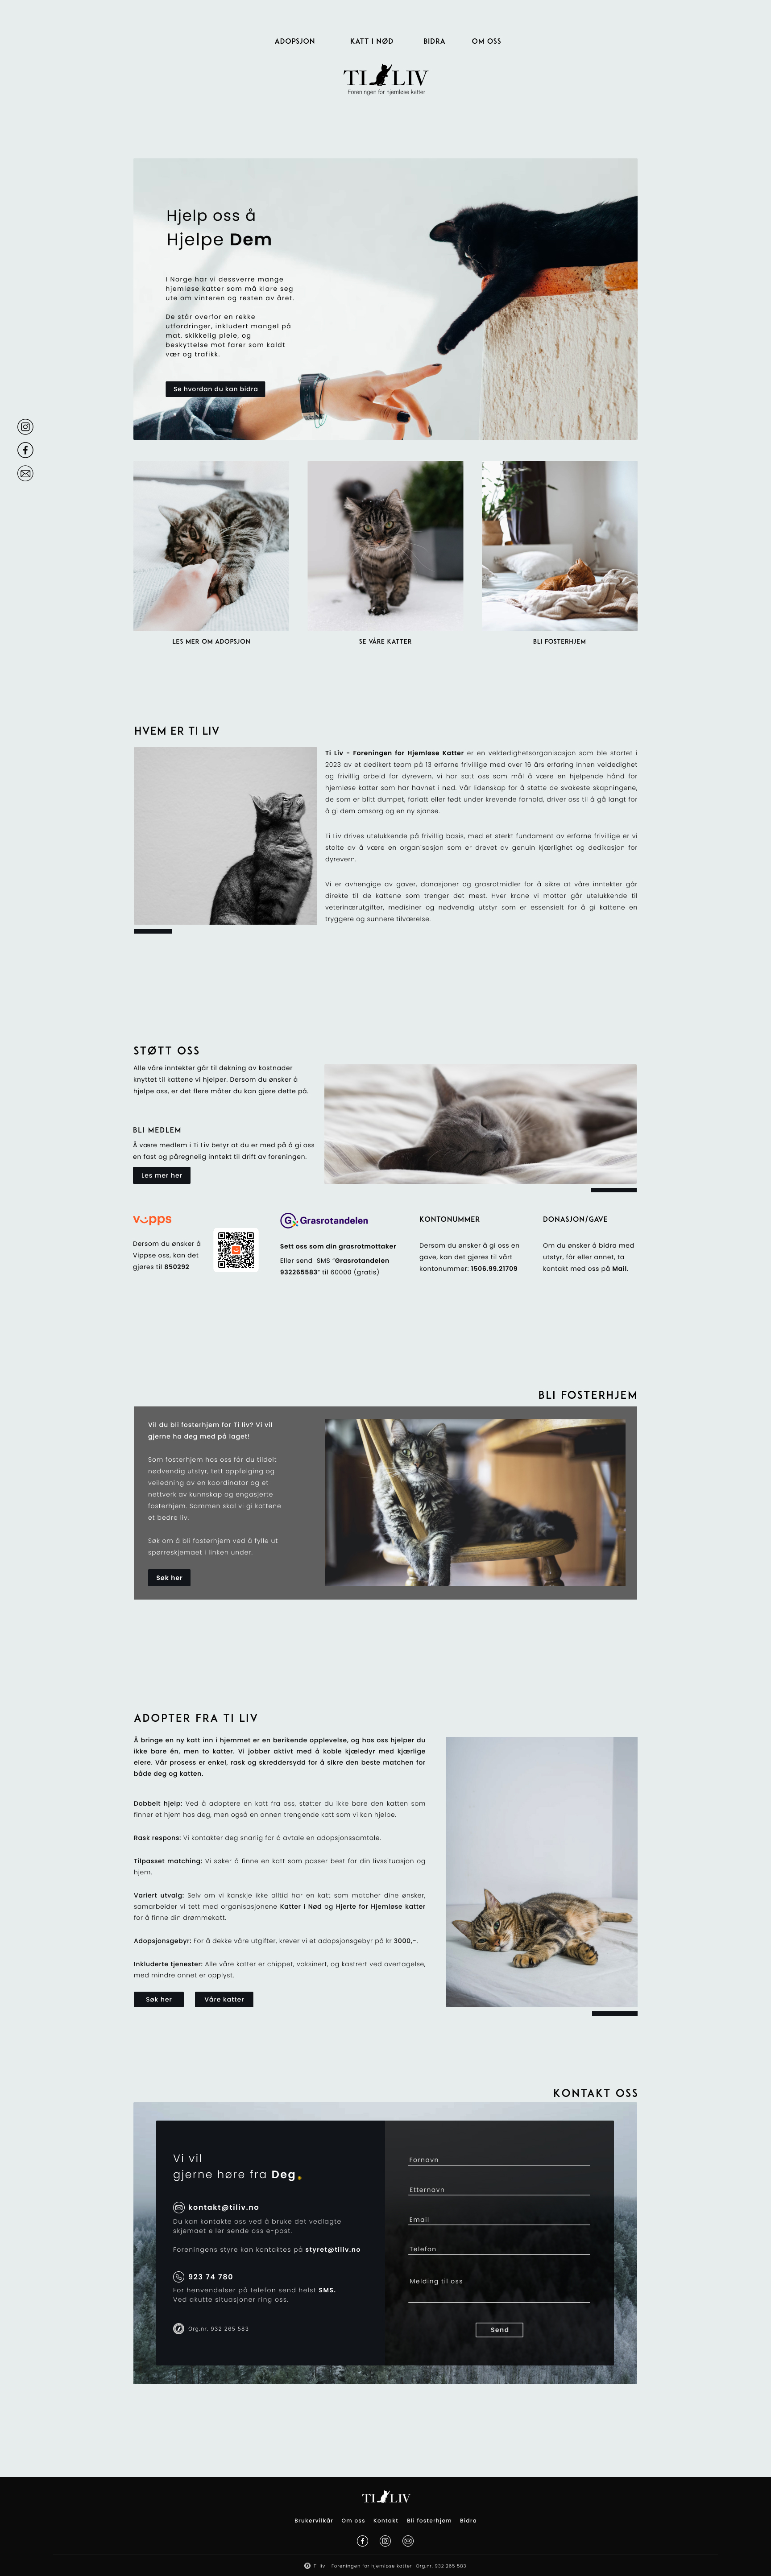 ADOPSJON KATT I NØD BIDRA OM OSS
TI LIV
Foreningen for hjemløse katter
Hjelp oss å
Hjelpe Dem
I Norge har vi dessverre mange
hjemløse katter som må klare seg
ute om vinteren og resten av året.
De står overfor en rekke
utfordringer, inkludert mangel på
mat, skikkelig pleie, og
beskyttelse mot farer som kaldt
vær og trafikk.
Se hvordan du kan bidra
LES MER OM ADOPSJON
SE VÅRE KATTER
BLI FOSTERHJEM
HVEM ER TI LIV
Ti Liv - Foreningen for Hjemløse Katter er en veldedighetsorganisasjon som ble startet i
2023 av et dedikert team på 13 erfarne frivillige med over 16 års erfaring innen veldedighet
og frivillig arbeid for dyrevern, vi har satt oss som mål å være en hjelpende hånd for
hjemløse katter som har havnet i nød. Vår lidenskap for å støtte de svakeste skapningene,
de som er blitt dumpet, forlatt eller født under krevende forhold, driver oss til å gå langt for
å gi dem omsorg og en ny sjanse.
Ti Liv drives utelukkende på frivillig basis, med et sterkt fundament av erfarne frivillige er vi
stolte av å være en organisasjon som er drevet av genuin kjærlighet og dedikasjon for
dyrevern.
Vi er avhengige av gaver, donasjoner og grasrotmidler for å sikre at våre inntekter går
direkte til de kattene som trenger det mest. Hver krone vi mottar går utelukkende til
veterinærutgifter, medisiner og nødvendig utstyr som er essensielt for å gi kattene en
tryggere og sunnere tilværelse.
STØTT OSS
Alle våre inntekter går til dekning av kostnader
knyttet til kattene vi hjelper. Dersom du ønsker å
hjelpe oss, er det flere måter du kan gjøre dette på.
BLI MEDLEM
Å være medlem i Ti Liv betyr at du er med på å gi oss
en fast og påregnelig inntekt til drift av foreningen.
Les mer her
vipps
Dersom du ønsker å
Vippse oss, kan det
gjøres til 850292
Grasrotandelen
Sett oss som din grasrotmottaker
Eller send SMS "Grasrotandelen
932265583" til 60000 (gratis)
KONTONUMMER
Dersom du ønsker å gi oss en
gave, kan det gjøres til vårt
kontonummer: 1506.99.21709
DONASJON/GAVE
Om du ønsker å bidra med
utstyr, fôr eller annet, ta
kontakt med oss på Mail.
BLI FOSTERHJEM
Vil du bli fosterhjem for Ti liv? Vi vil
gjerne ha deg med på laget!
Som fosterhjem hos oss får du tildelt
nødvendig utstyr, tett oppfølging og
veiledning av en koordinator og et
nettverk av kunnskap og engasjerte
fosterhjem. Sammen skal vi gi kattene
et bedre liv.
Søk om å bli fosterhjem ved å fylle ut
spørreskjemaet i linken under.
Søk her
ADOPTER FRA TI LIV
Å bringe en ny katt inn i hjemmet er en berikende opplevelse, og hos oss hjelper du
ikke bare én, men to katter. Vi jobber aktivt med å koble kjæledyr med kjærlige
eiere. Vår prosess er enkel, rask og skreddersydd for å sikre den beste matchen for
både deg og katten.
Dobbelt hjelp: Ved å adoptere en katt fra oss, støtter du ikke bare den katten som
finner et hjem hos deg, men også en annen trengende katt som vi kan hjelpe.
Rask respons: Vi kontakter deg snarlig for å avtale en adopsjonssamtale.
Tilpasset matching: Vi søker å finne en katt som passer best for din livssituasjon og
hjem.
Variert utvalg: Selv om vi kanskje ikke alltid har en katt som matcher dine ønsker,
samarbeider vi tett med organisasjonene Katter i Nød og Hjerte for Hjemløse katter
for å finne din drømmekatt.
Adopsjonsgebyr: For å dekke våre utgifter, krever vi et adopsjonsgebyr på kr 3000,-.
Inkluderte tjenester: Alle våre katter er chippet, vaksinert, og kastrert ved overtagelse,
med mindre annet er opplyst.
Søk her Våre katter
KONTAKT OSS
Vi vil
gjerne høre fra Deg.
kontakt@tiliv.no
Du kan kontakte oss ved å bruke det vedlagte
skjemaet eller sende oss e-post.
Foreningens styre kan kontaktes på styret@tiliv.no
923 74 780
For henvendelser på telefon send helst SMS.
Ved akutte situasjoner ring oss.
Org.nr. 932 265 583
Fornavn
Etternavn
Email
Telefon
Melding til oss
Send
TI LIV
Brukervilkår Om oss Kontakt Bli fosterhjem Bidra
Ti liv - Foreningen for hjemløse katter Org.nr. 932 265 583